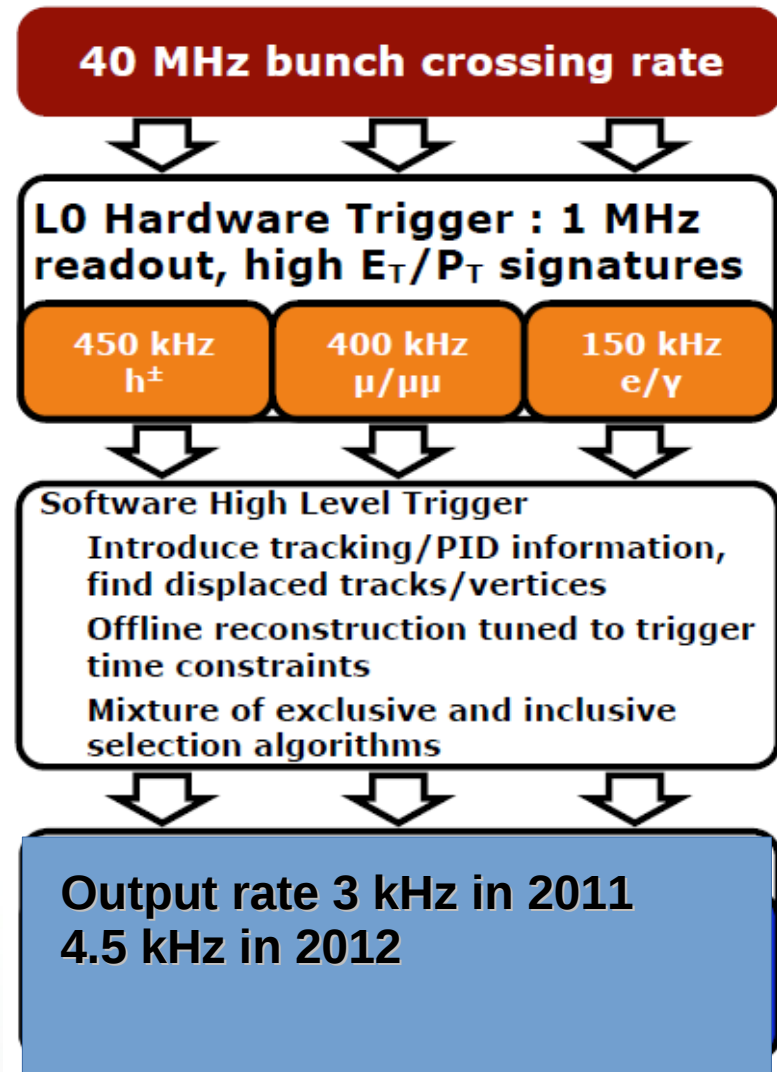 40 MHz bunch crossing rate
L0 Hardware Trigger : 1 MHz
readout, high E_T/P_T signatures
450 kHz
h±
400 kHz
μ/μμ
150 kHz
e/γ
Software High Level Trigger
Introduce tracking/PID information,
find displaced tracks/vertices
Offline reconstruction tuned to trigger
time constraints
Mixture of exclusive and inclusive
selection algorithms
Output rate 3 kHz in 2011
4.5 kHz in 2012